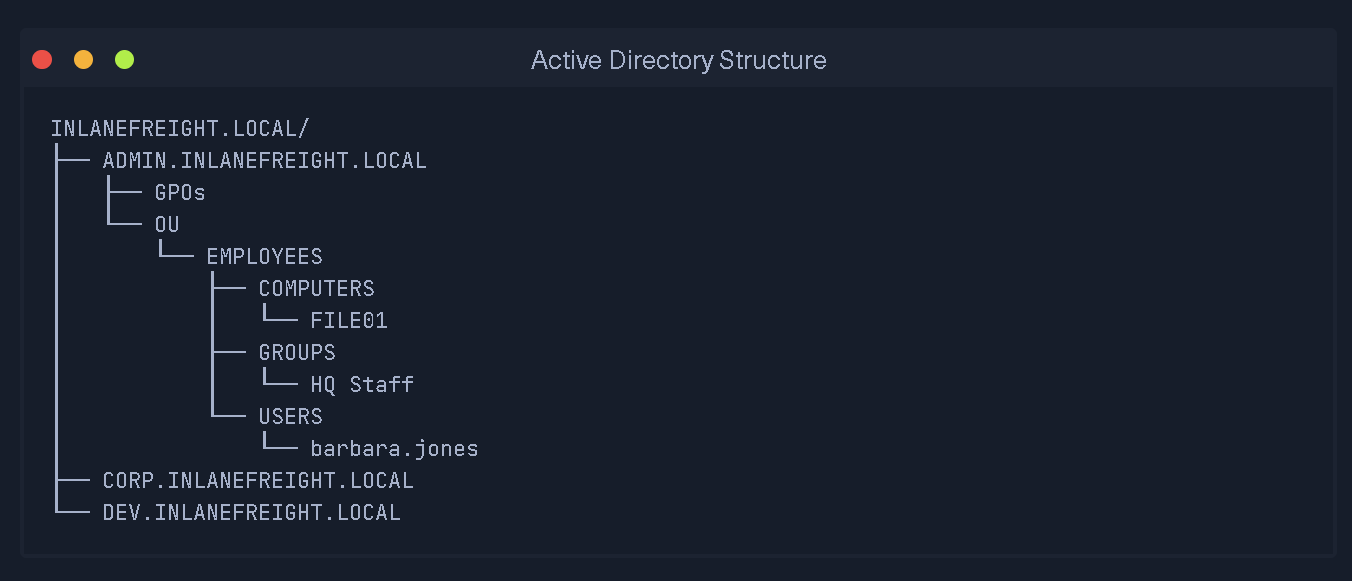 Active Directory Structure
INLANEFREIGHT.LOCAL/
├── ADMIN.INLANEFREIGHT.LOCAL
│   ├── GPOs
│   └── OU
│       └── EMPLOYEES
│           ├── COMPUTERS
│           │   └── FILE01
│           ├── GROUPS
│           │   └── HQ Staff
│           └── USERS
│               └── barbara.jones
├── CORP.INLANEFREIGHT.LOCAL
└── DEV.INLANEFREIGHT.LOCAL